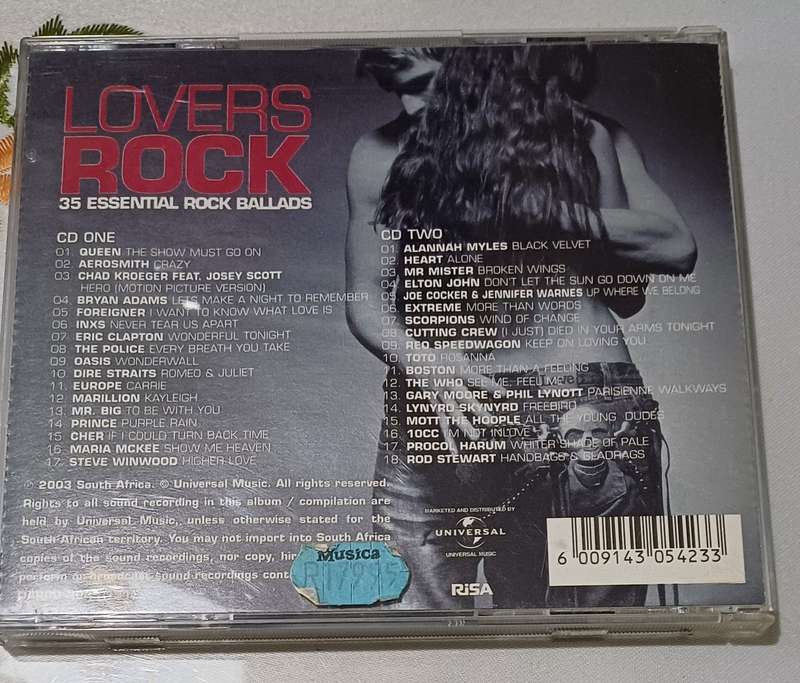 LOVERS
ROCK
35 ESSENTIAL ROCK BALLADS
CD ONE
01. QUEEN THE SHOW MUST GO ON
02. AEROSMITH CRAZY
03 CHAD KROEGER FEAT. JOSEY SCOTT
HERO (MOTION PICTURE VERSION)
04 BRYAN ADAMS LET'S MAKE A NIGHT TO REMEMBER
05 FOREIGNER I WANT TO KNOW WHAT LOVE IS
06 INXS NEVER TEAR US APART
07 ERIC CLAPTON WONDERFUL TONIGHT
08 THE POLICE EVERY BREATH YOU TAKE
09 OASIS WONDERWALL
10 DIRE STRAITS ROMEO & JULIET
11. EUROPE CARRIE
12 MARILLION KAYLEIGH
13. MR. BIG TO BE WITH YOU
14 PRINCE PURPLE RAIN
15 CHER IF I COULD TURN BACK TIME
16 MARIA MCKEE SHOW ME HEAVEN
17 STEVE WINWOOD HIGHER LOVE
CD TWO
01. ALANNAH MYLES BLACK VELVET
02. HEART ALONE
03. MR MISTER BROKEN WINGS
04 ELTON JOHN DON'T LET THE SUN GO DOWN ON ME
05 JOE COCKER & JENNIFER WARNES UP WHERE WE BELONG
06 EXTREME MORE THAN WORDS
07 SCORPIONS WIND OF CHANGE
08 CUTTING CREW (I JUST) DIED IN YOUR ARMS TONIGHT
09. REO SPEEDWAGON KEEP ON LOVING YOU
10. TOTO ROSANNA
11. BOSTON MORE THAN A FEELING
12. THE WHO SEE ME, FEEL ME
13. GARY MOORE & PHIL LYNOTT PARISIENNE WALKWAYS
14. LYNYRD SKYNYRD FREEBIRD
15. MOTT THE HOOPLE ALL THE YOUNG DUDES
16. 10CC I'M NOT IN LOVE
17. PROCOL HARUM WHITER SHADE OF PALE
18. ROD STEWART HANDBAGS & GLADRAGS
℗ 2003 South Africa. © Universal Music. All rights reserved.
Rights to all sound recording in this album / compilation are
held by Universal Music, unless otherwise stated for the
South African territory. You may not import into South Africa
copies of the sound recordings, nor copy, hir
perform or broadcast sound recordings cont
Musica
MARKETED AND DISTRIBUTED BY
UNIVERSAL
UNIVERSAL MUSIC
RiSA
6 009143 054233